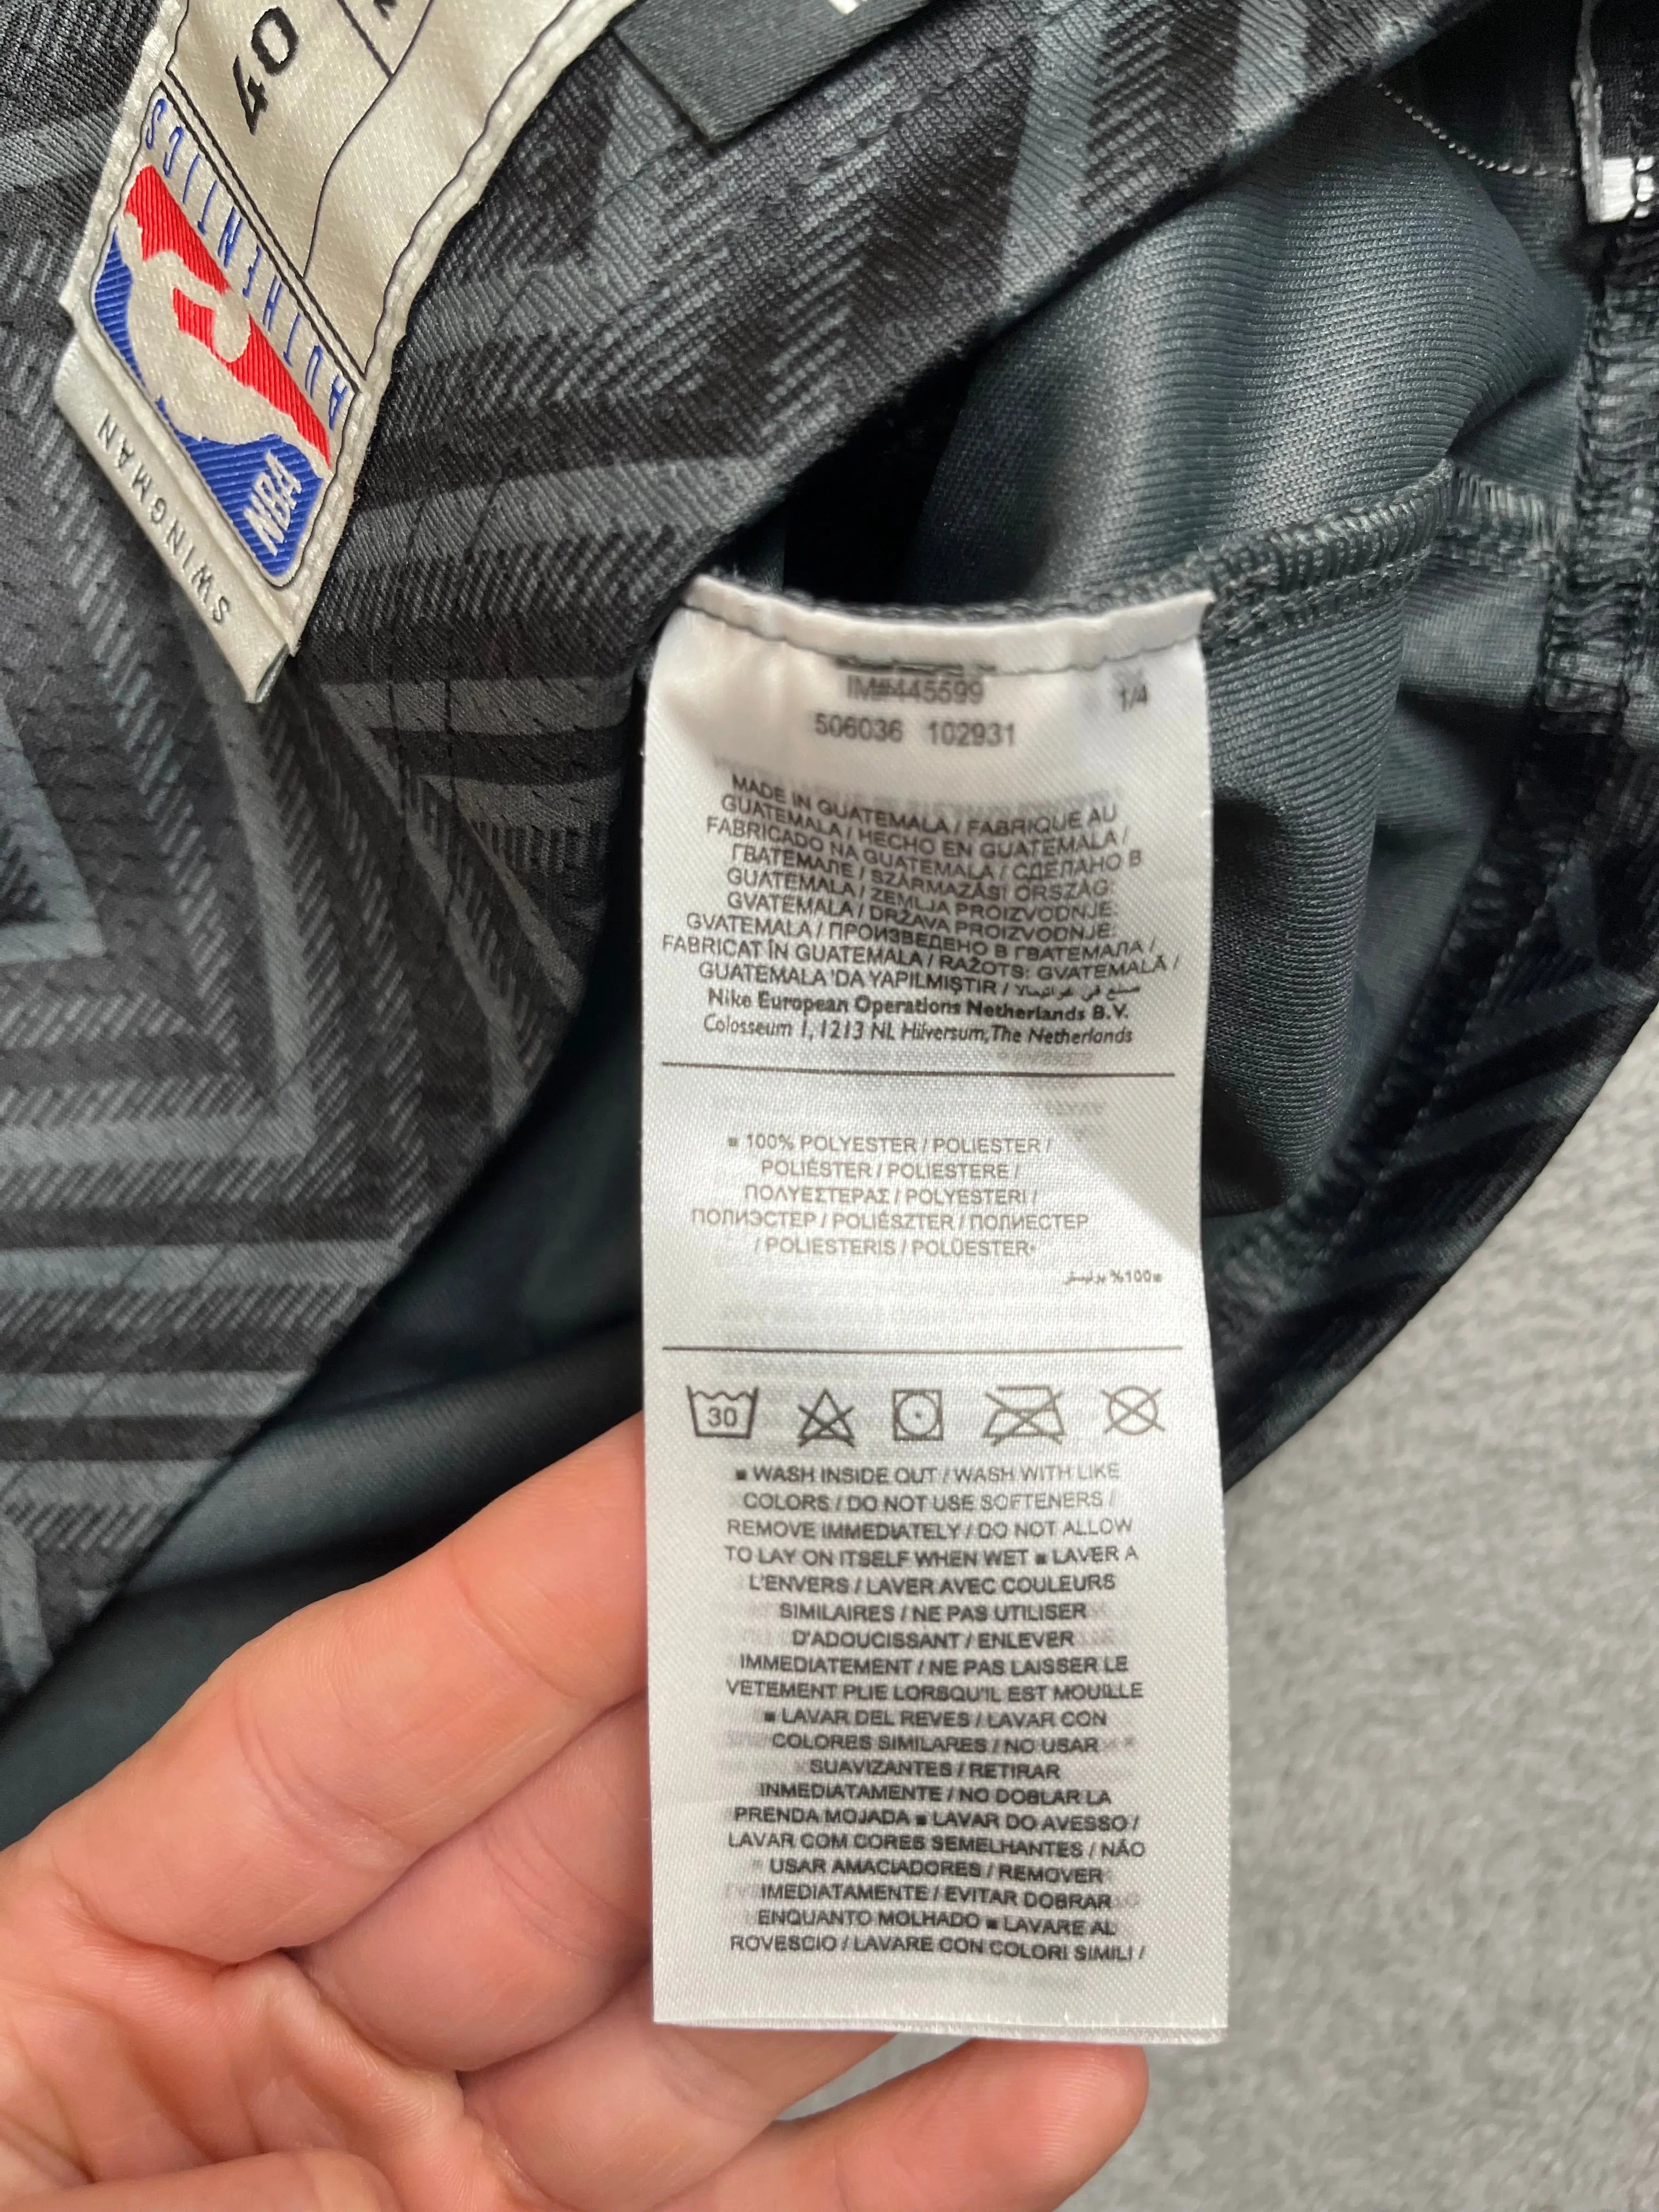 40
AUTHENTICS
NBA
SWINGMAN
IM#445599
506036 102931
1/4
MADE IN GUATEMALA / FABRIQUE AU
GUATEMALA / HECHO EN GUATEMALA /
FABRICADO NA GUATEMALA / СДЕЛАНО В
ГВАТЕМАЛЕ / SZÁRMAZÁSI ORSZÁG:
GUATEMALA / ZEMLJA PROIZVODNJE:
GVATEMALA / DRŽAVA PROIZVODNJE:
GVATEMALA / ПРОИЗВЕДЕНО В ГВАТЕМАЛА /
FABRICAT ÎN GUATEMALA / RAŽOTS: GVATEMALĀ /
GUATEMALA 'DA YAPILMIŞTIR / صنع في غواتيمالا
Nike European Operations Netherlands B.V.
Colosseum 1, 1213 NL Hilversum, The Netherlands
■ 100% POLYESTER / POLIESTER /
POLIÉSTER / POLIESTERE /
ΠΟΛΥΕΣΤΕΡΑΣ / POLYESTERI /
ПОЛИЭСТЕР / POLIÉSZTER / ПОЛИЕСТЕР
/ POLIESTERIS / POLÜESTER
■100% بوليستر
30
■ WASH INSIDE OUT / WASH WITH LIKE
COLORS / DO NOT USE SOFTENERS /
REMOVE IMMEDIATELY / DO NOT ALLOW
TO LAY ON ITSELF WHEN WET ■ LAVER A
L'ENVERS / LAVER AVEC COULEURS
SIMILAIRES / NE PAS UTILISER
D'ADOUCISSANT / ENLEVER
IMMEDIATEMENT / NE PAS LAISSER LE
VETEMENT PLIE LORSQU'IL EST MOUILLE
■ LAVAR DEL REVES / LAVAR CON
COLORES SIMILARES / NO USAR
SUAVIZANTES / RETIRAR
INMEDIATAMENTE / NO DOBLAR LA
PRENDA MOJADA ■ LAVAR DO AVESSO /
LAVAR COM CORES SEMELHANTES / NÃO
USAR AMACIADORES / REMOVER
IMEDIATAMENTE / EVITAR DOBRAR
ENQUANTO MOLHADO ■ LAVARE AL
ROVESCIO / LAVARE CON COLORI SIMILI /